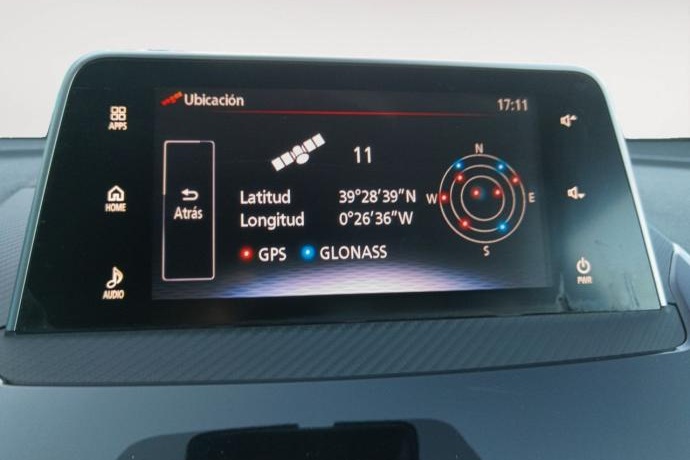 Ubicación 17:11
APPS
HOME
AUDIO
Atrás
11
Latitud 39°28'39"N
Longitud 0°26'36"W
GPS GLONASS
N
W E
S
PWR